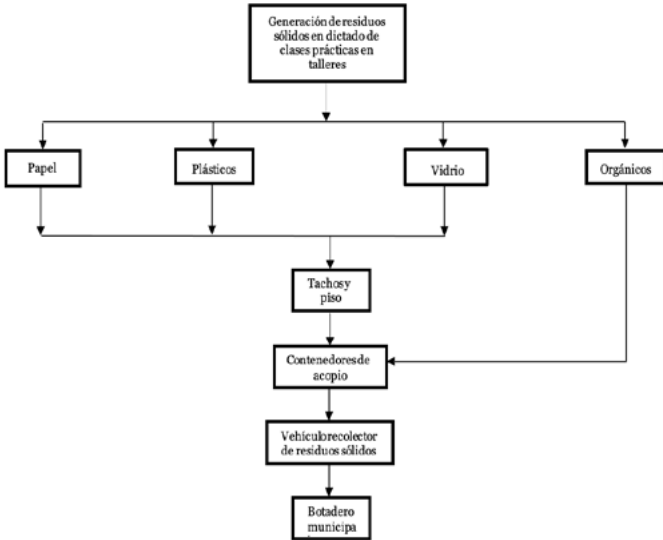 Generación de residuos
sólidos en dictado de
clases prácticas en
talleres
Papel
Plásticos
Vidrio
Orgánicos
Tachos y
piso
Contenedores de
acopio
Vehículo recolector
de residuos sólidos
Botadero
municipa